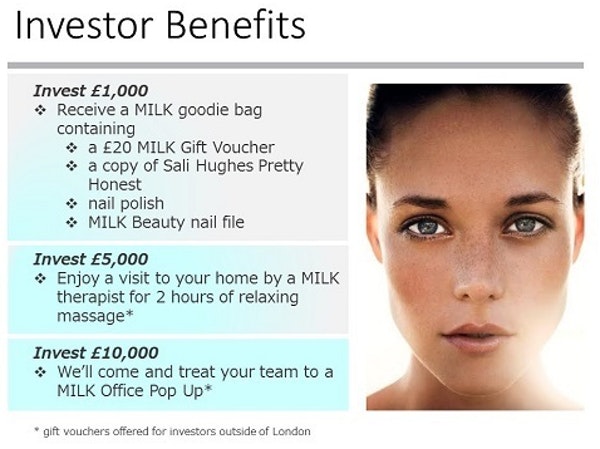 Investor Benefits
Invest £1,000
❖ Receive a MILK goodie bag
containing
❖ a £20 MILK Gift Voucher
❖ a copy of Sali Hughes Pretty
Honest
❖ nail polish
❖ MILK Beauty nail file
Invest £5,000
❖ Enjoy a visit to your home by a MILK
therapist for 2 hours of relaxing
massage*
Invest £10,000
❖ We’ll come and treat your team to a
MILK Office Pop Up*
* gift vouchers offered for investors outside of London